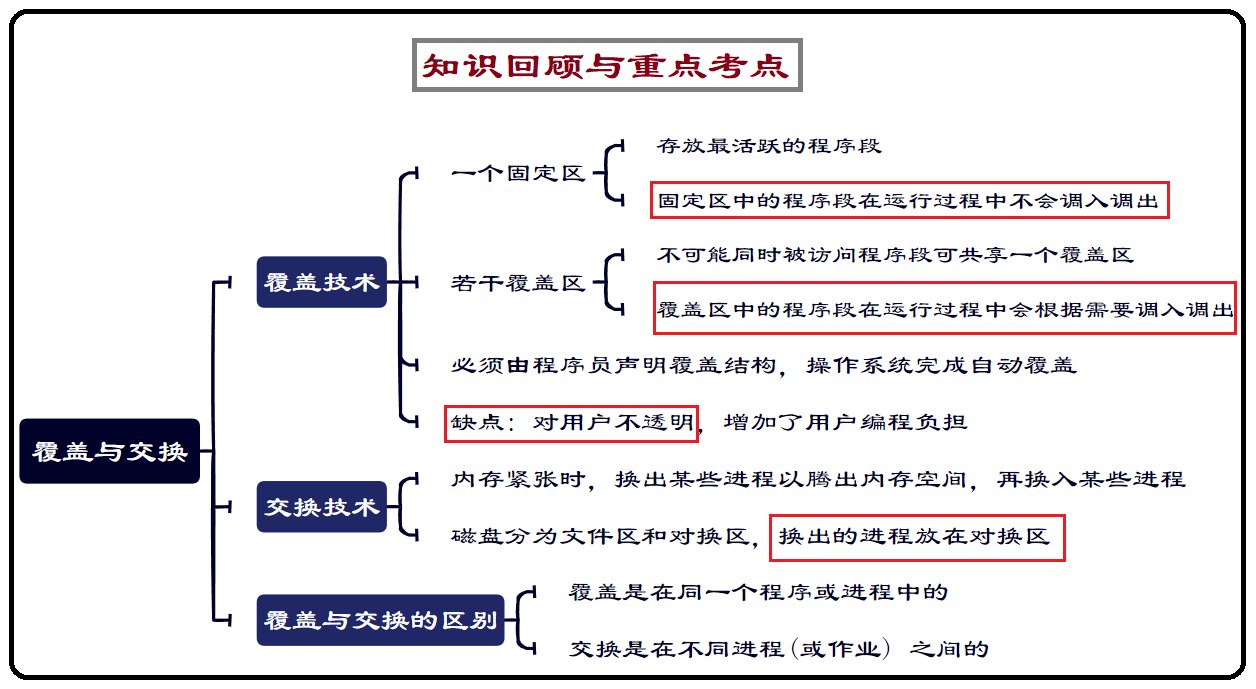 知识回顾与重点考点
存放最活跃的程序段
一个固定区
固定区中的程序段在运行过程中不会调入调出
不可能同时被访问程序段可共享一个覆盖区
覆盖技术
若干覆盖区
覆盖区中的程序段在运行过程中会根据需要调入调出
必须由程序员声明覆盖结构，操作系统完成自动覆盖
缺点：对用户不透明，增加了用户编程负担
覆盖与交换
内存紧张时，换出某些进程以腾出内存空间，再换入某些进程
交换技术
磁盘分为文件区和对换区，换出的进程放在对换区
覆盖是在同一个程序或进程中的
覆盖与交换的区别
交换是在不同进程(或作业) 之间的